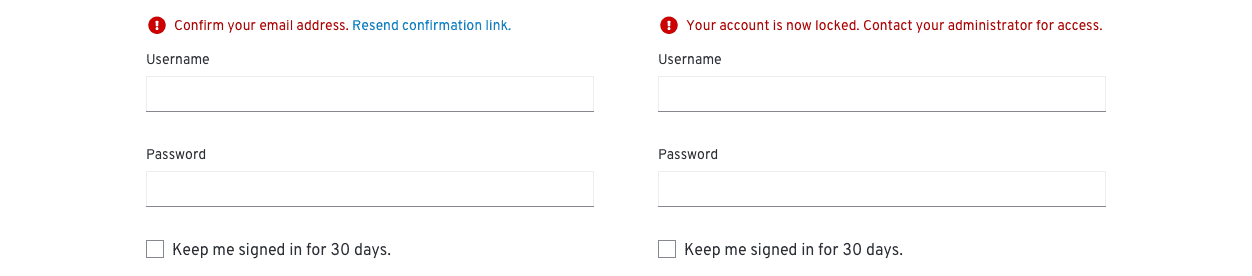 Confirm your email address. Resend confirmation link.
Username
Password
Keep me signed in for 30 days.
Your account is now locked. Contact your administrator for access.
Username
Password
Keep me signed in for 30 days.